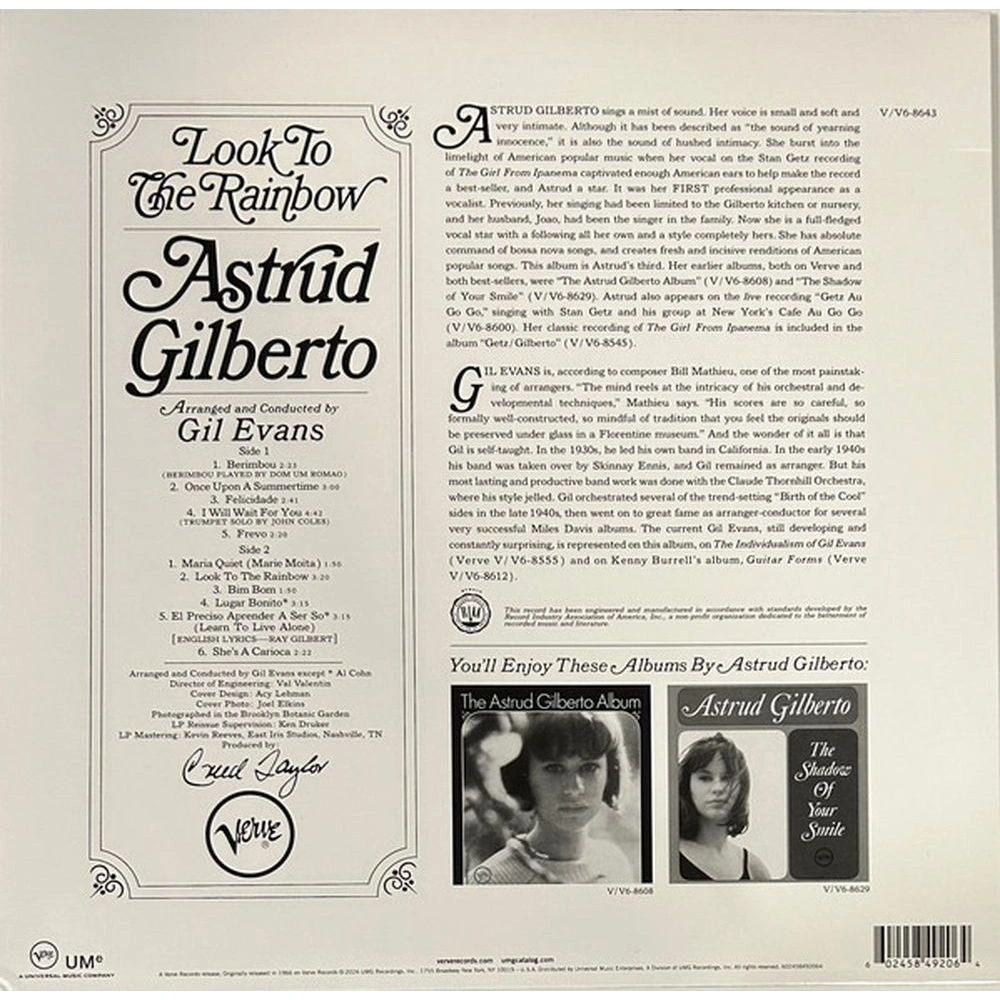 Look To
The Rainbow
Astrud
Gilberto
Arranged and Conducted by
Gil Evans
Side 1
1. Berimbou 2:23
(BERIMBOU PLAYED BY DOM UM ROMAO)
2. Once Upon A Summertime 3:00
3. Felicidade 2:41
4. I Will Wait For You 4:42
(TRUMPET SOLO BY JOHN COLES)
5. Frevo 2:20
Side 2
1. Maria Quiet (Marie Moita) 1:50
2. Look To The Rainbow 3:20
3. Bim Bom 1:50
4. Lugar Bonito* 3:15
5. El Preciso Aprender A Ser So* 3:15
(Learn To Live Alone)
[ENGLISH LYRICS—RAY GILBERT]
6. She's A Carioca 2:22
Arranged and Conducted by Gil Evans except * Al Cohn
Director of Engineering: Val Valentin
Cover Design: Acy Lehman
Cover Photo: Joel Elkins
Photographed in the Brooklyn Botanic Garden
LP Reissue Supervision: Ken Druker
LP Mastering: Kevin Reeves, East Iris Studios, Nashville, TN
Produced by:
Creed Taylor
Verve®
ASTRUD GILBERTO sings a mist of sound. Her voice is small and soft and
very intimate. Although it has been described as "the sound of yearning
innocence," it is also the sound of hushed intimacy. She burst into the
limelight of American popular music when her vocal on the Stan Getz recording
of The Girl From Ipanema captivated enough American ears to help make the record
a best-seller, and Astrud a star. It was her FIRST professional appearance as a
vocalist. Previously, her singing had been limited to the Gilberto kitchen or nursery,
and her husband, Joao, had been the singer in the family. Now she is a full-fledged
vocal star with a following all her own and a style completely hers. She has absolute
command of bossa nova songs, and creates fresh and incisive renditions of American
popular songs. This album is Astrud's third. Her earlier albums, both on Verve and
both best-sellers, were "The Astrud Gilberto Album" (V/V6-8608) and "The Shadow
of Your Smile" (V/V6-8629). Astrud also appears on the live recording "Getz Au
Go Go," singing with Stan Getz and his group at New York's Cafe Au Go Go
(V/V6-8600). Her classic recording of The Girl From Ipanema is included in the
album "Getz/Gilberto" (V/V6-8545).
V/V6-8643
GIL EVANS is, according to composer Bill Mathieu, one of the most painstak-
ing of arrangers. "The mind reels at the intricacy of his orchestral and de-
velopmental techniques," Mathieu says. "His scores are so careful, so
formally well-constructed, so mindful of tradition that you feel the originals should
be preserved under glass in a Florentine museum." And the wonder of it all is that
Gil is self-taught. In the 1930s, he led his own band in California. In the early 1940s
his band was taken over by Skinnay Ennis, and Gil remained as arranger. But his
most lasting and productive band work was done with the Claude Thornhill Orchestra,
where his style jelled. Gil orchestrated several of the trend-setting "Birth of the Cool"
sides in the late 1940s, then went on to great fame as arranger-conductor for several
very successful Miles Davis albums. The current Gil Evans, still developing and
constantly surprising, is represented on this album, on The Individualism of Gil Evans
(Verve V/V6-8555) and on Kenny Burrell's album, Guitar Forms (Verve
V/V6-8612).
This record has been engineered and manufactured in accordance with standards developed by the
Record Industry Association of America, Inc., a non-profit organization dedicated to the betterment of
recorded music and literature.
You'll Enjoy These Albums By Astrud Gilberto:
The Astrud Gilberto Album
V/V6-8608
Astrud Gilberto
The
Shadow
Of
Your
Smile
V/V6-8629
Verve UMe
A UNIVERSAL MUSIC COMPANY
ververecords.com umgcatalog.com
A Verve Records release; Originally released in 1966 on Verve Records © 2024 UMG Recordings, Inc., 1755 Broadway New York, NY 10019 – U.S.A. Distributed by Universal Music Enterprises, A Division of UMG Recordings, Inc. 602458492064
6 02458 49206 4